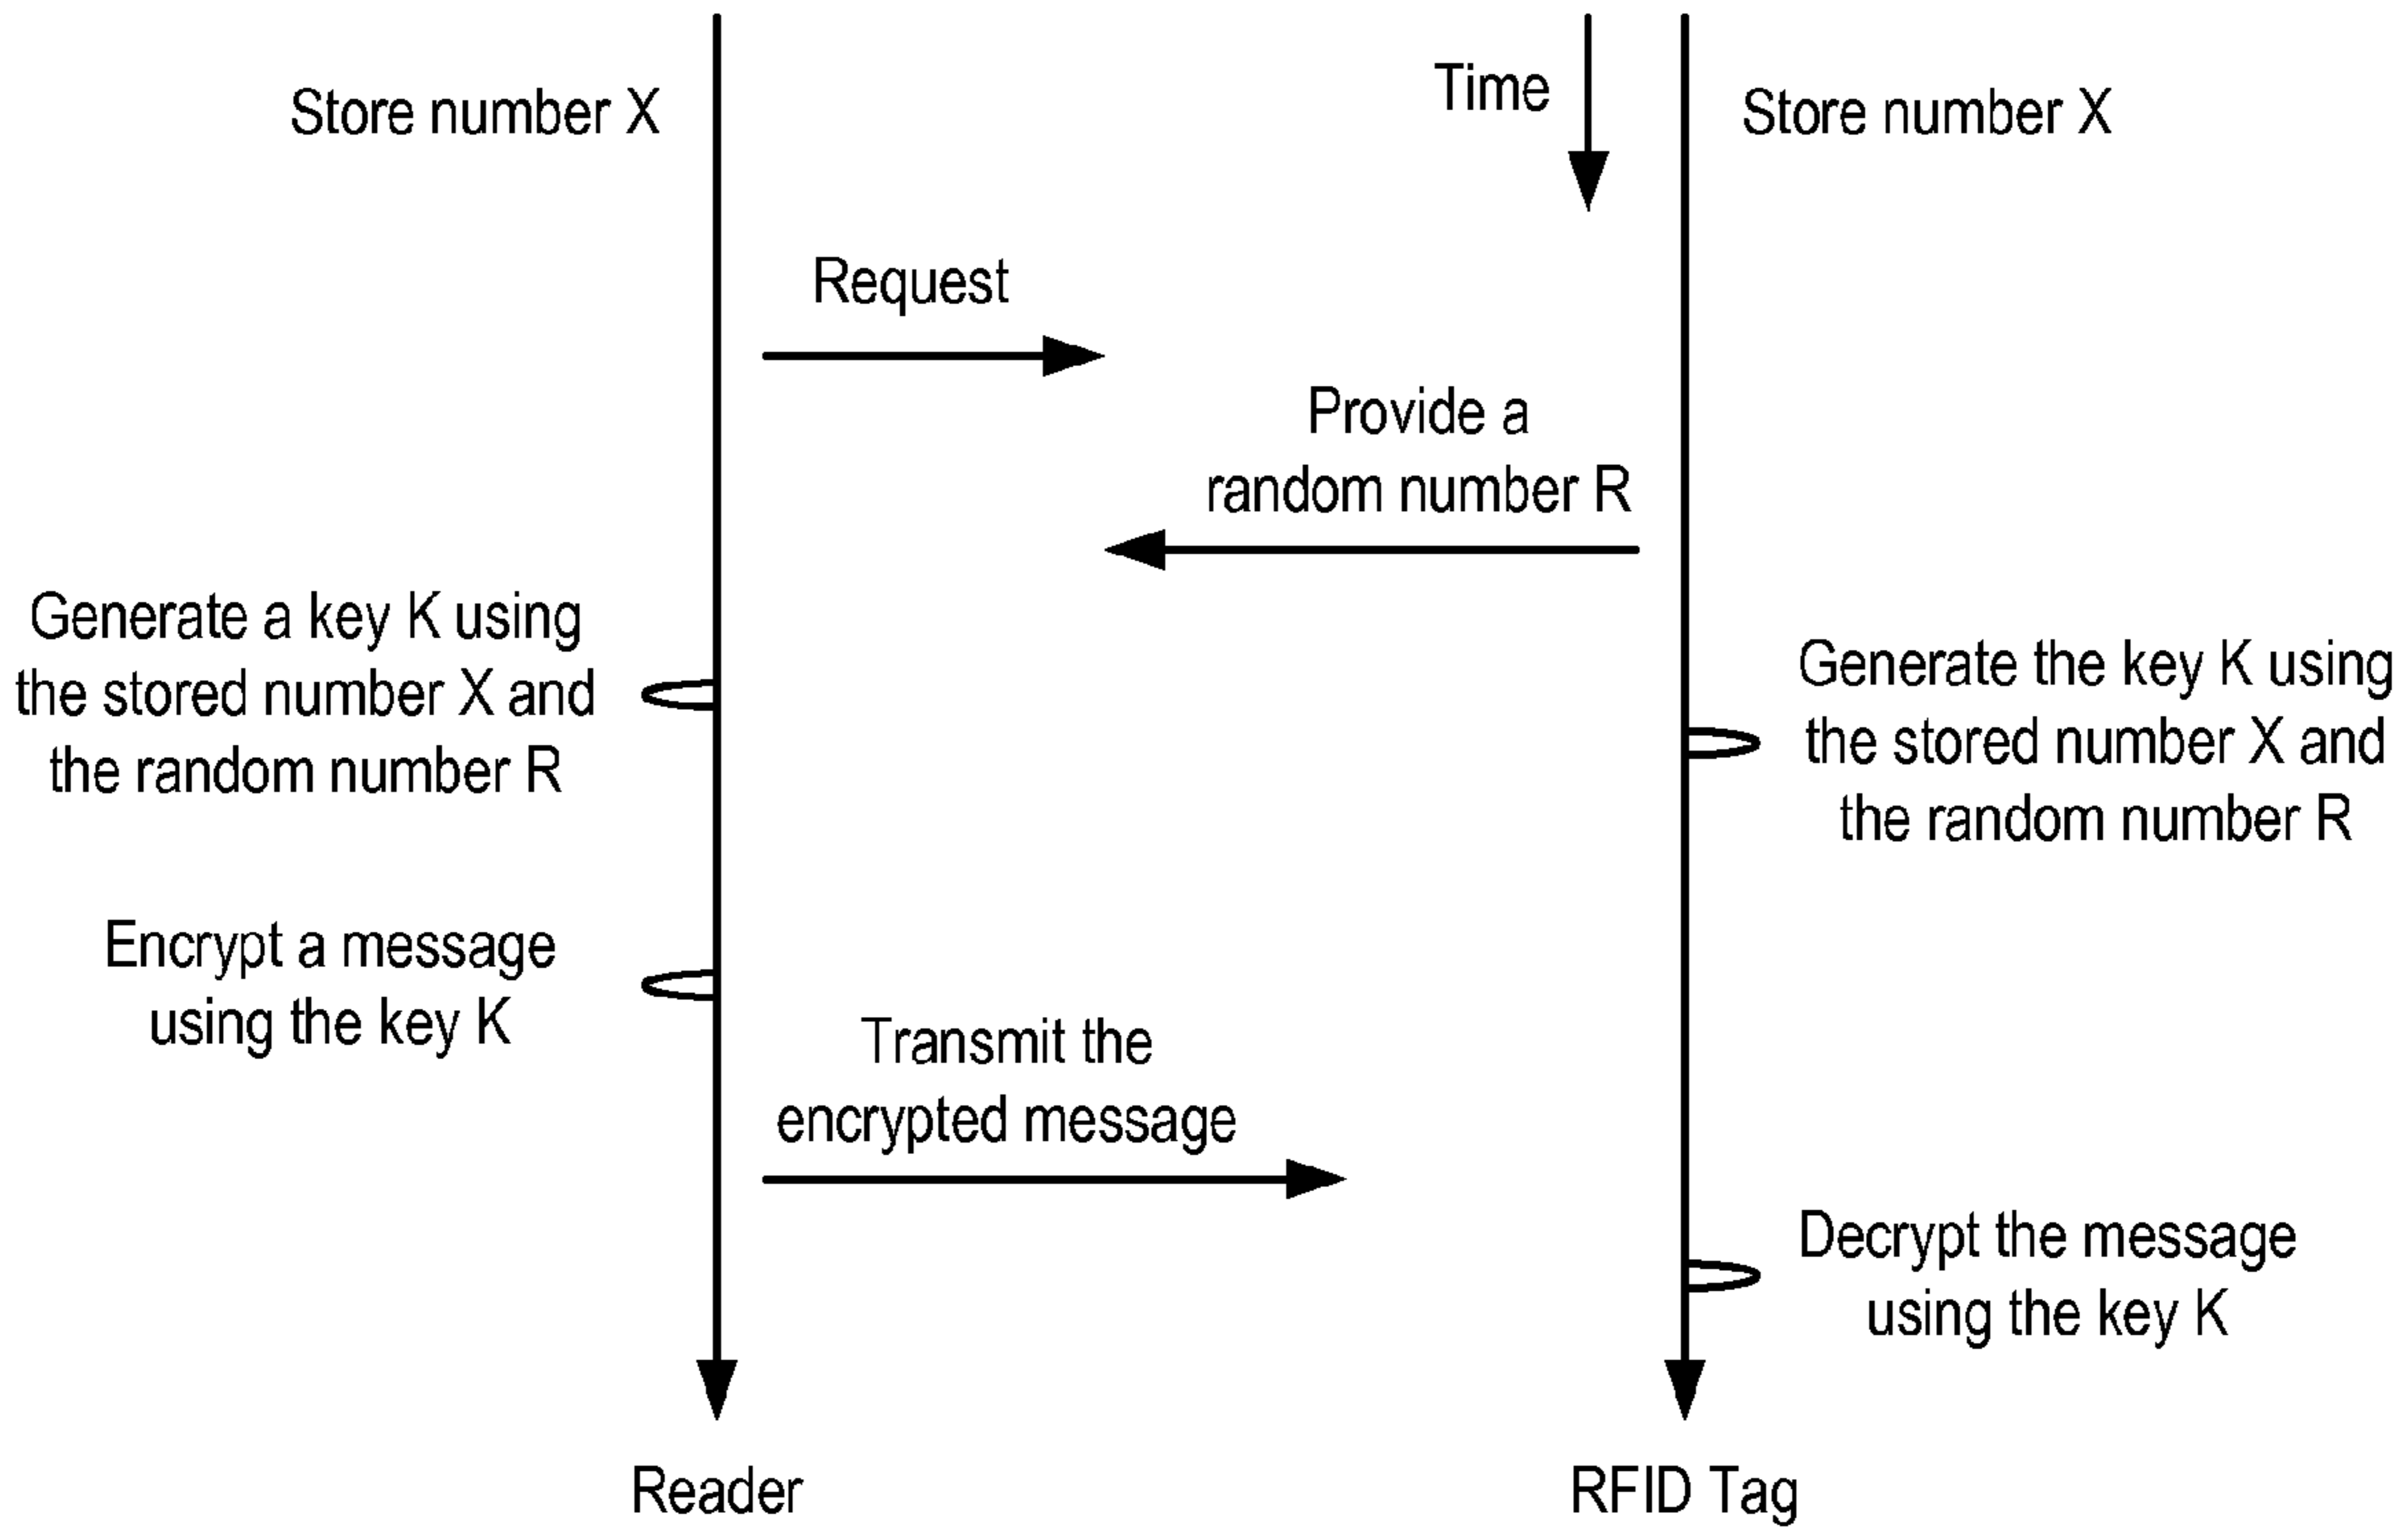 Store number X
Time
Store number X
Request
Provide a
random number R
Generate a key K using
the stored number X and
the random number R
Generate the key K using
the stored number X and
the random number R
Encrypt a message
using the key K
Transmit the
encrypted message
Decrypt the message
using the key K
Reader
RFID Tag